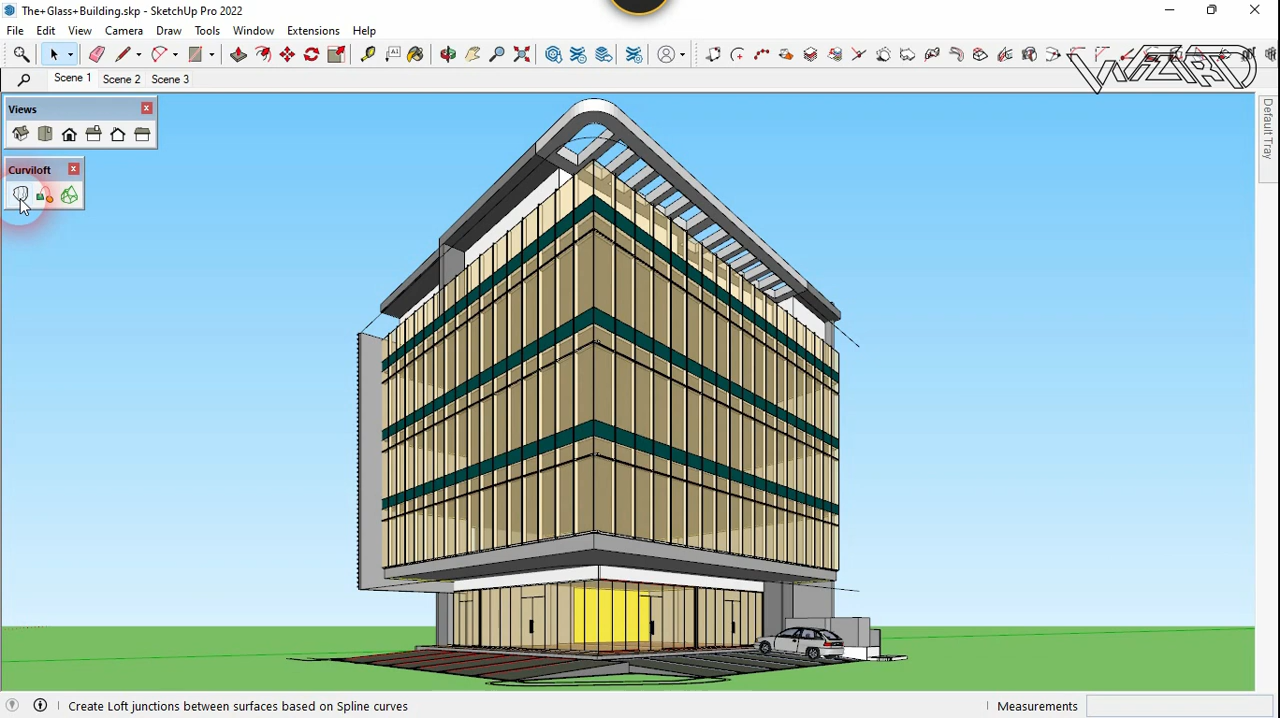 The+Glass+Building.skp - SketchUp Pro 2022
File Edit View Camera Draw Tools Window Extensions Help
WIZARD
Scene 1 Scene 2 Scene 3
Views
Default Tray
Curviloft
Create Loft junctions between surfaces based on Spline curves
Measurements